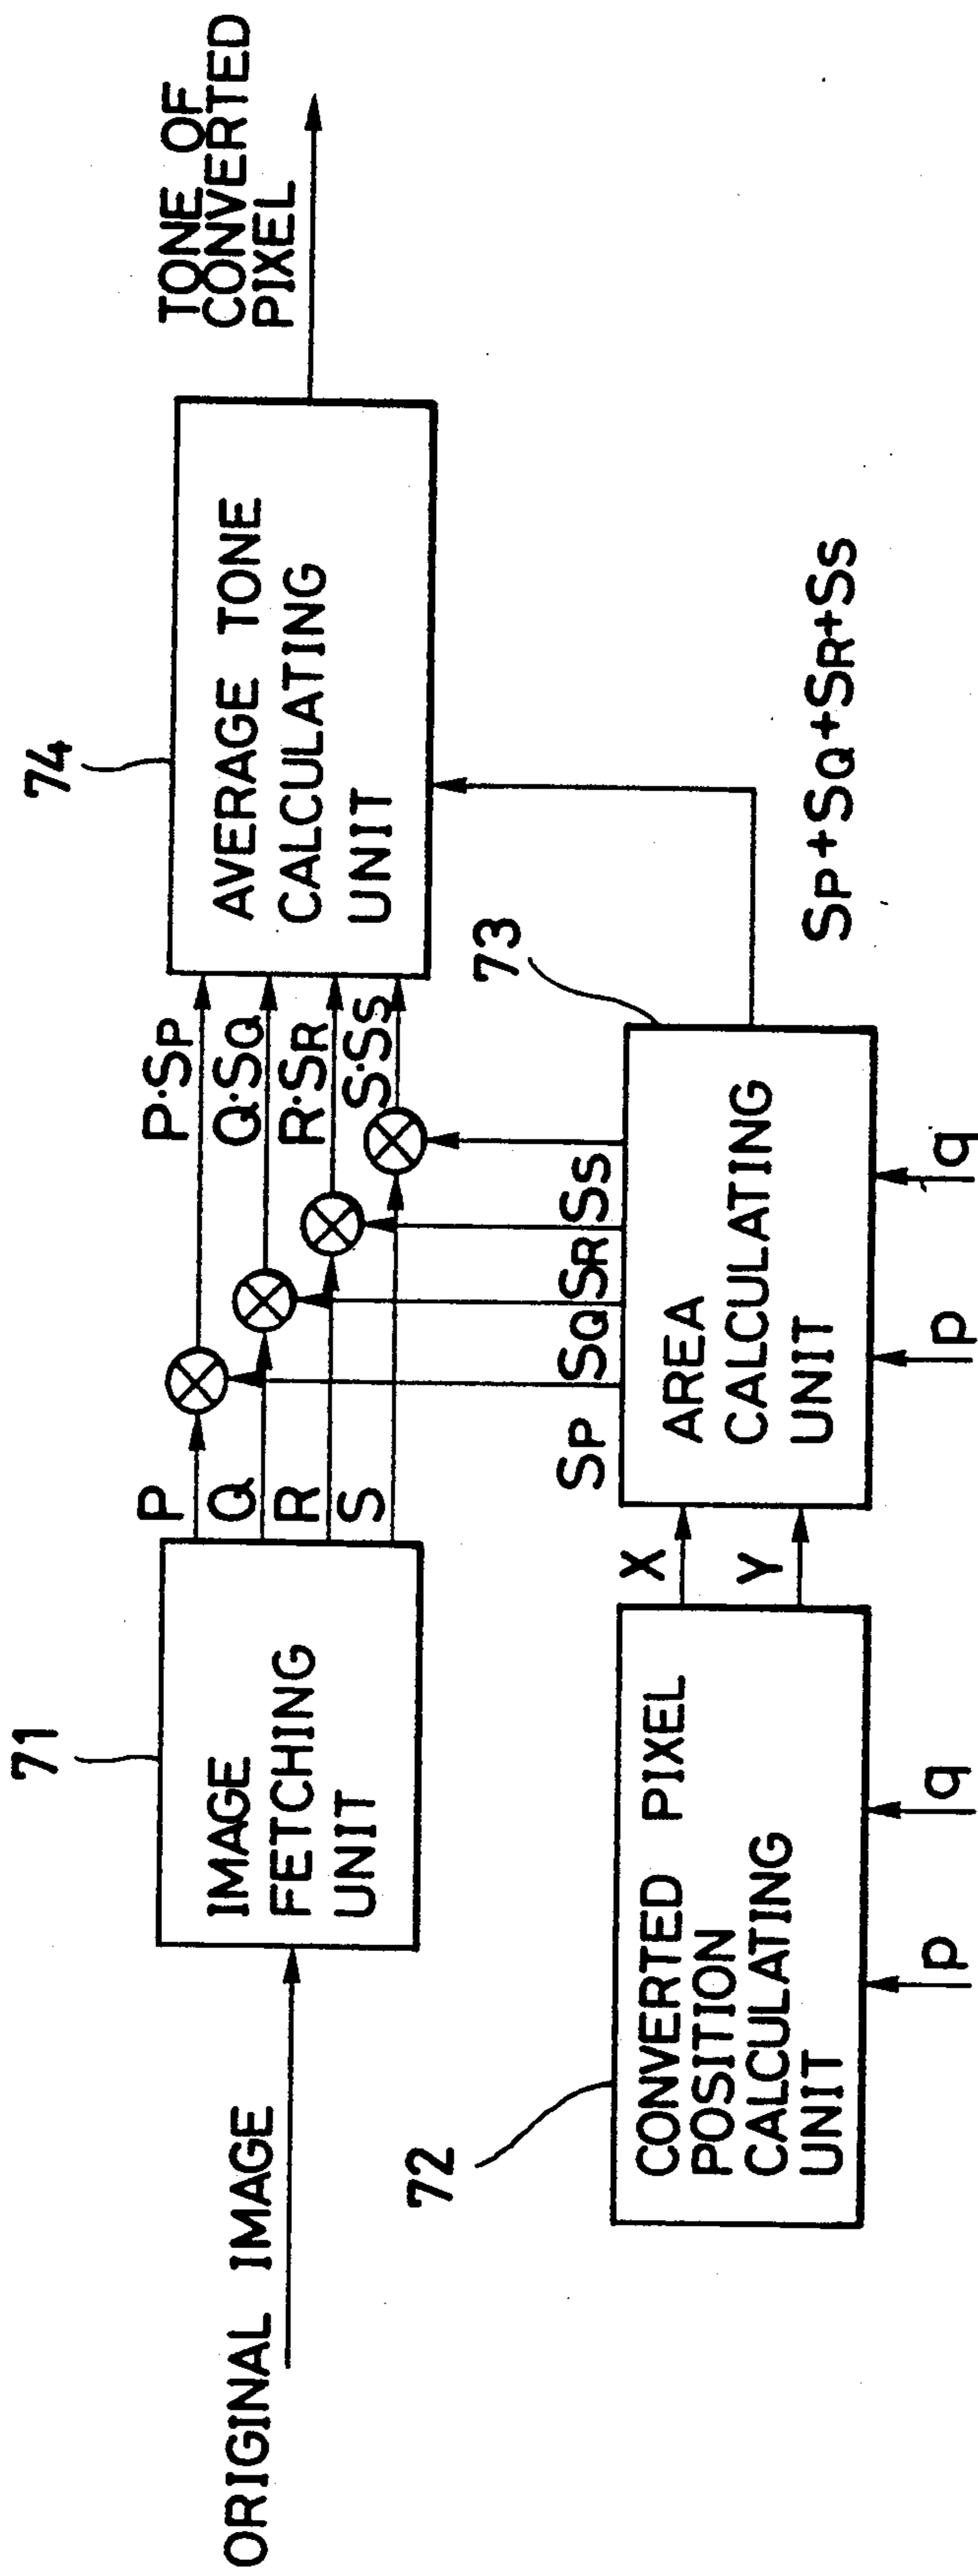 ORIGINAL IMAGE
71
IMAGE
FETCHING
UNIT
P
Q
R
S
P·SP
Q·SQ
R·SR
S·SS
74
AVERAGE TONE
CALCULATING
UNIT
TONE OF
CONVERTED
PIXEL
72
CONVERTED PIXEL
POSITION
CALCULATING
UNIT
p
q
X
Y
SP
SQ
SR
SS
73
AREA
CALCULATING
UNIT
p
q
SP+SQ+SR+SS